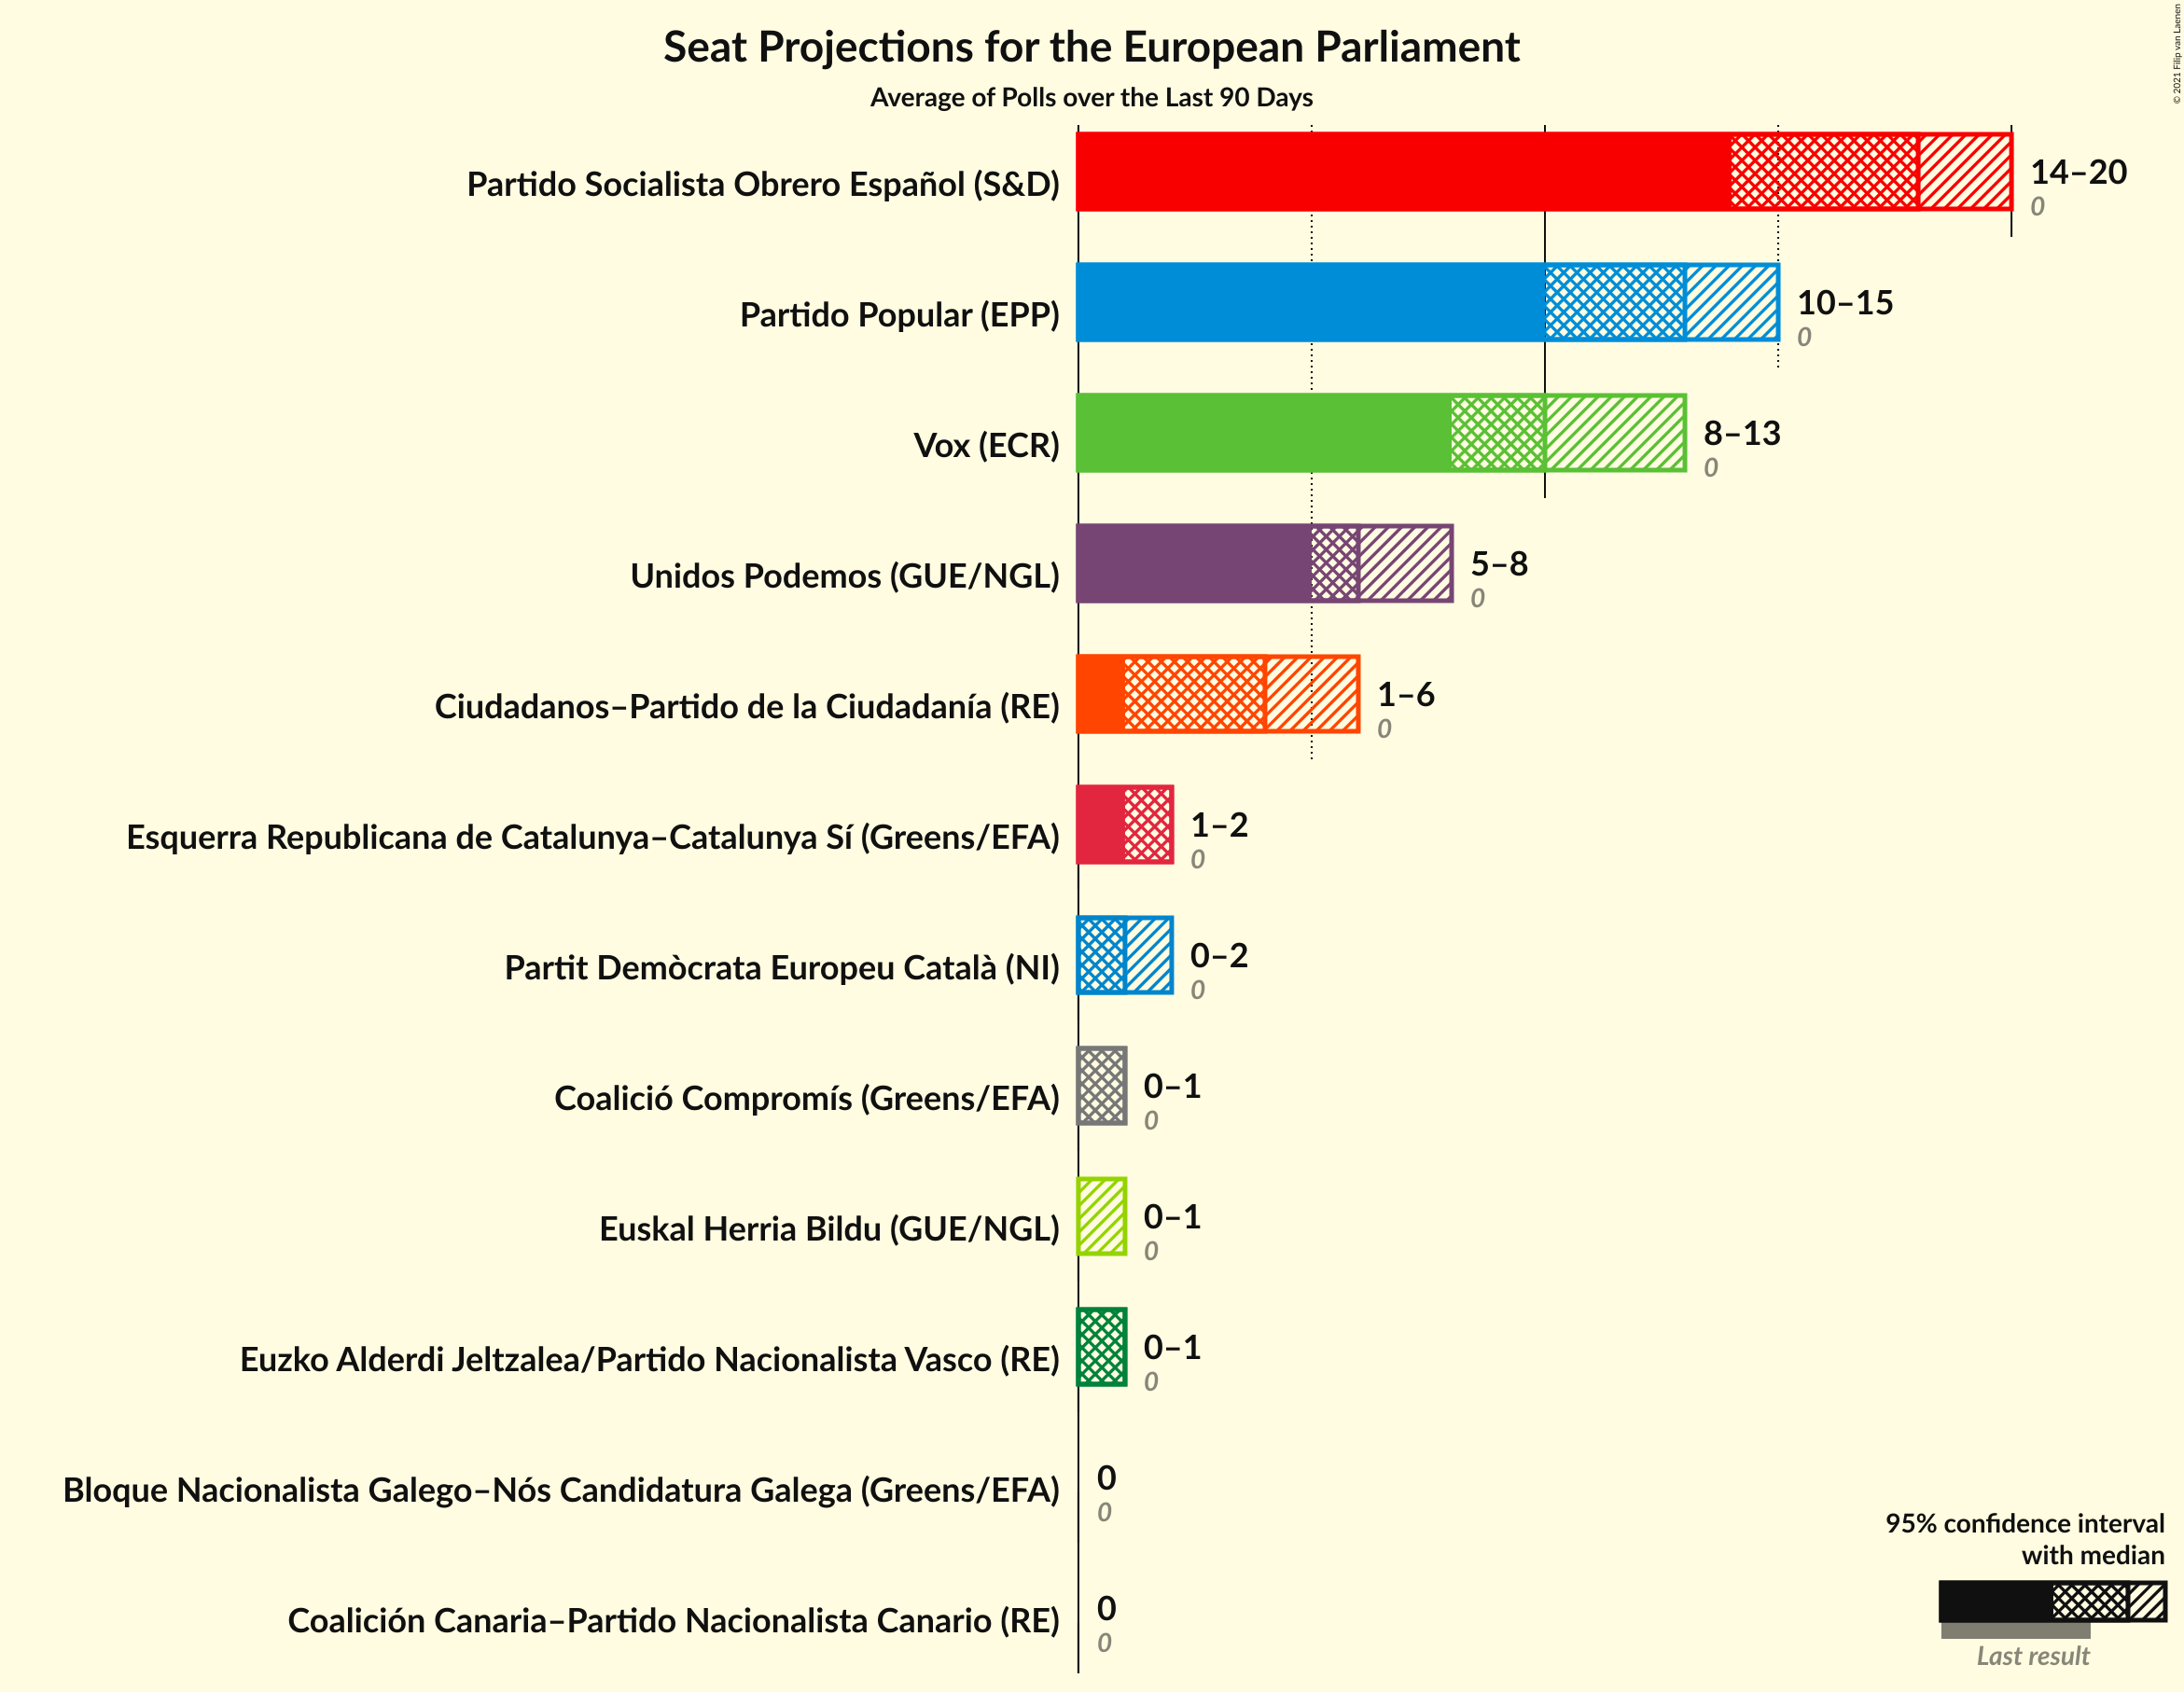 Seat Projections for the European Parliament
Average of Polls over the Last 90 Days
© 2021 Filip van Laenen
Partido Socialista Obrero Español (S&D)
14–20
0
Partido Popular (EPP)
10–15
0
Vox (ECR)
8–13
0
Unidos Podemos (GUE/NGL)
5–8
0
Ciudadanos–Partido de la Ciudadanía (RE)
1–6
0
Esquerra Republicana de Catalunya–Catalunya Sí (Greens/EFA)
1–2
0
Partit Demòcrata Europeu Català (NI)
0–2
0
Coalició Compromís (Greens/EFA)
0–1
0
Euskal Herria Bildu (GUE/NGL)
0–1
0
Euzko Alderdi Jeltzalea/Partido Nacionalista Vasco (RE)
0–1
0
Bloque Nacionalista Galego–Nós Candidatura Galega (Greens/EFA)
0
0
Coalición Canaria–Partido Nacionalista Canario (RE)
0
0
95% confidence interval
with median
Last result